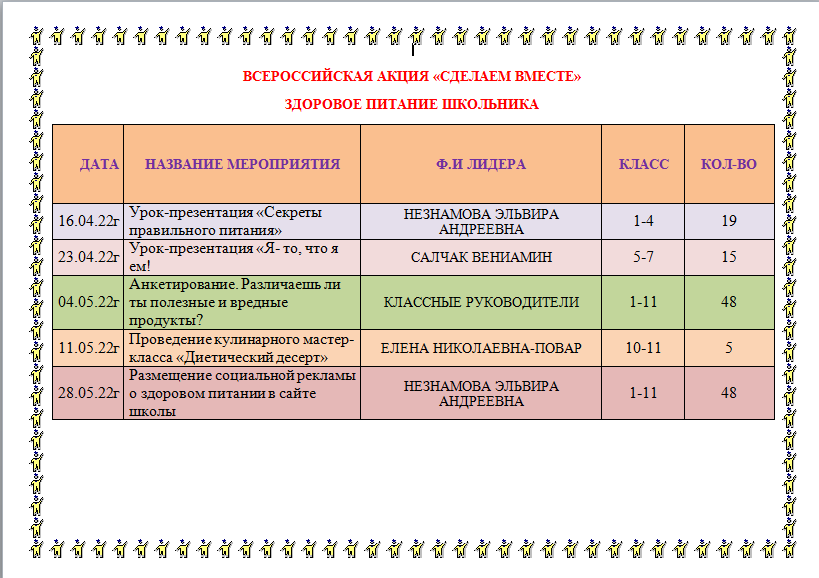 ВСЕРОССИЙСКАЯ АКЦИЯ «СДЕЛАЕМ ВМЕСТЕ»
ЗДОРОВОЕ ПИТАНИЕ ШКОЛЬНИКА
ДАТА НАЗВАНИЕ МЕРОПРИЯТИЯ Ф.И ЛИДЕРА КЛАСС КОЛ-ВО
16.04.22г Урок-презентация «Секреты
правильного питания» НЕЗНАМОВА ЭЛЬВИРА
АНДРЕЕВНА 1-4 19
23.04.22г Урок-презентация «Я- то, что я
ем! САЛЧАК ВЕНИАМИН 5-7 15
04.05.22г Анкетирование. Различаешь ли
ты полезные и вредные
продукты? КЛАССНЫЕ РУКОВОДИТЕЛИ 1-11 48
11.05.22г Проведение кулинарного мастер-
класса «Диетический десерт» ЕЛЕНА НИКОЛАЕВНА-ПОВАР 10-11 5
28.05.22г Размещение социальной рекламы
о здоровом питании в сайте
школы НЕЗНАМОВА ЭЛЬВИРА
АНДРЕЕВНА 1-11 48